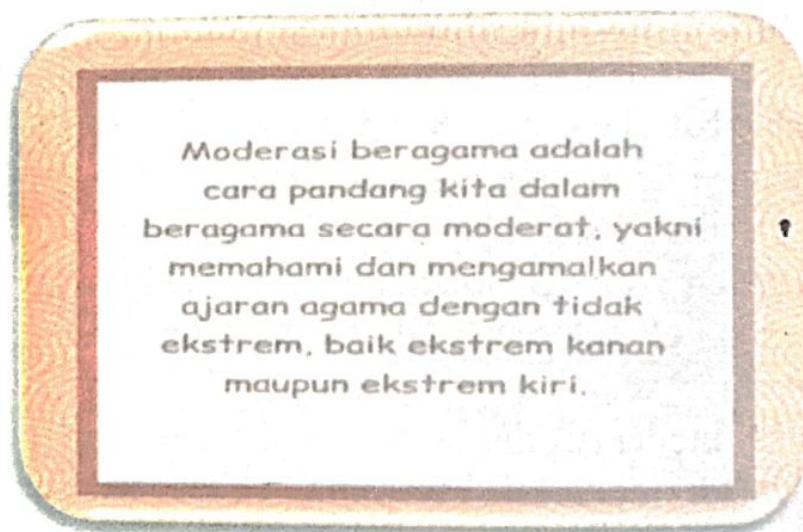 Moderasi beragama adalah
cara pandang kita dalam
beragama secara moderat, yakni
memahami dan mengamalkan
ajaran agama dengan tidak
ekstrem, baik ekstrem kanan
maupun ekstrem kiri.